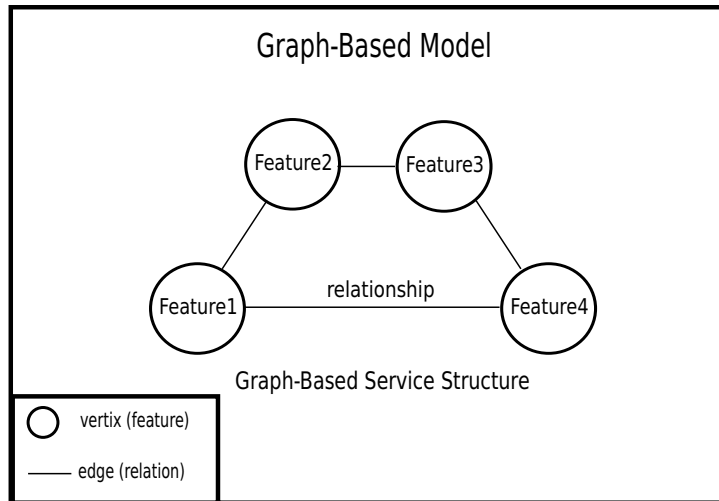 Graph-Based Model
Feature2
Feature3
Feature1
relationship
Feature4
Graph-Based Service Structure
vertix (feature)
edge (relation)